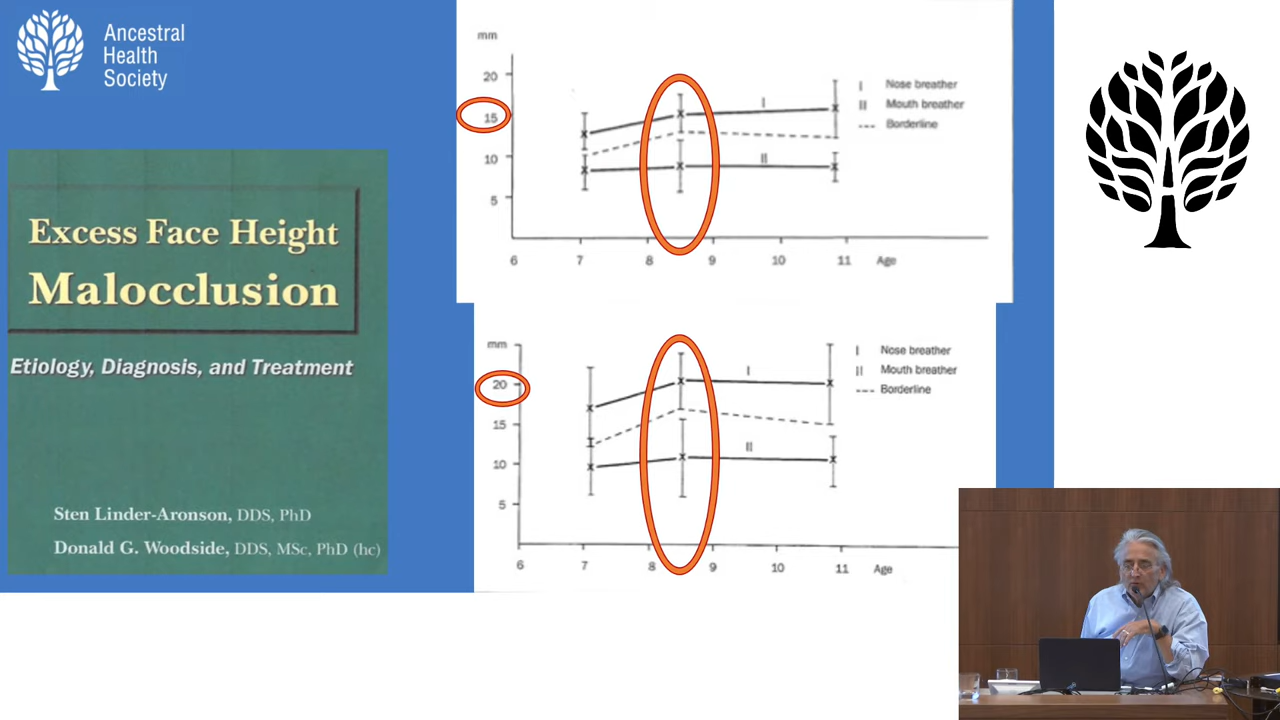 Ancestral
Health
Society
Excess Face Height
Malocclusion
Etiology, Diagnosis, and Treatment
Sten Linder-Aronson, DDS, PhD
Donald G. Woodside, DDS, MSc, PhD (hc)
mm
20
15
10
5
6 7 8 9 10 11 Age
I
II
I Nose breather
II Mouth breather
--- Borderline
mm
20
15
10
5
6 7 8 9 10 11 Age
I
II
I Nose breather
II Mouth breather
--- Borderline